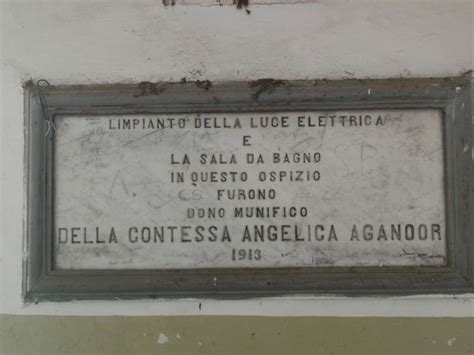 L'IMPIANTO DELLA LUCE ELETTRICA
E
LA SALA DA BAGNO
IN QUESTO OSPIZIO
FURONO
DONO MUNIFICO
DELLA CONTESSA ANGELICA AGANOOR
1913